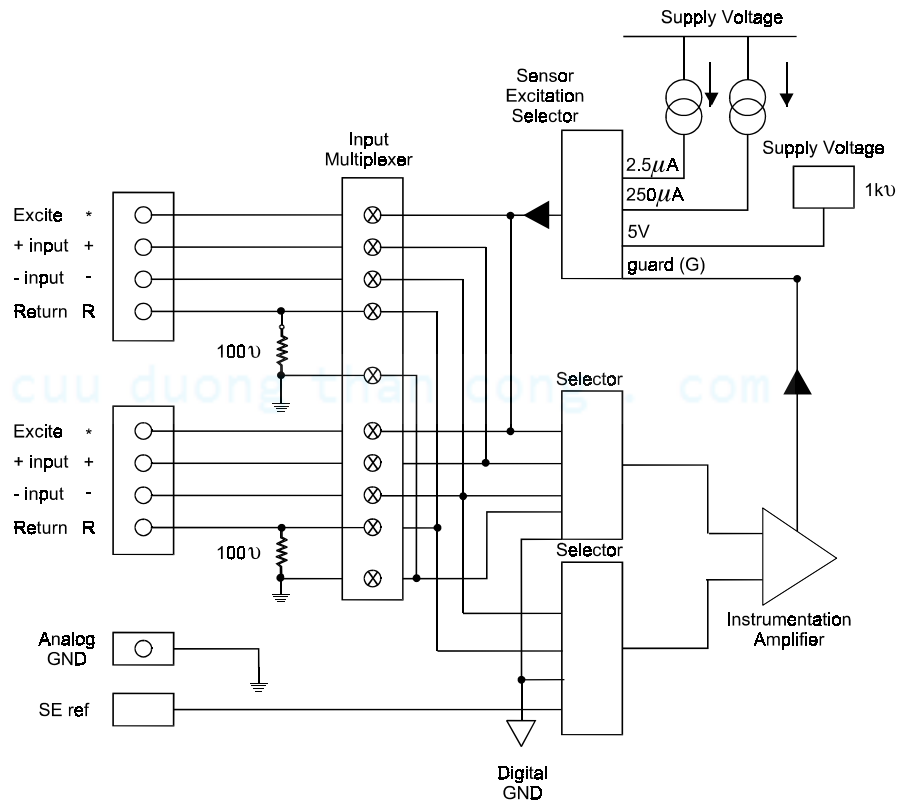 Supply Voltage
Sensor
Excitation
Selector
Input
Multiplexer
2.5μA
250μA
5V
guard (G)
Supply Voltage
1kυ
Excite *
+ input +
- input -
Return R
100υ
cuu duong than cong . com
Selector
Excite *
+ input +
- input -
Return R
100υ
Selector
Instrumentation
Amplifier
Analog
GND
SE ref
Digital
GND